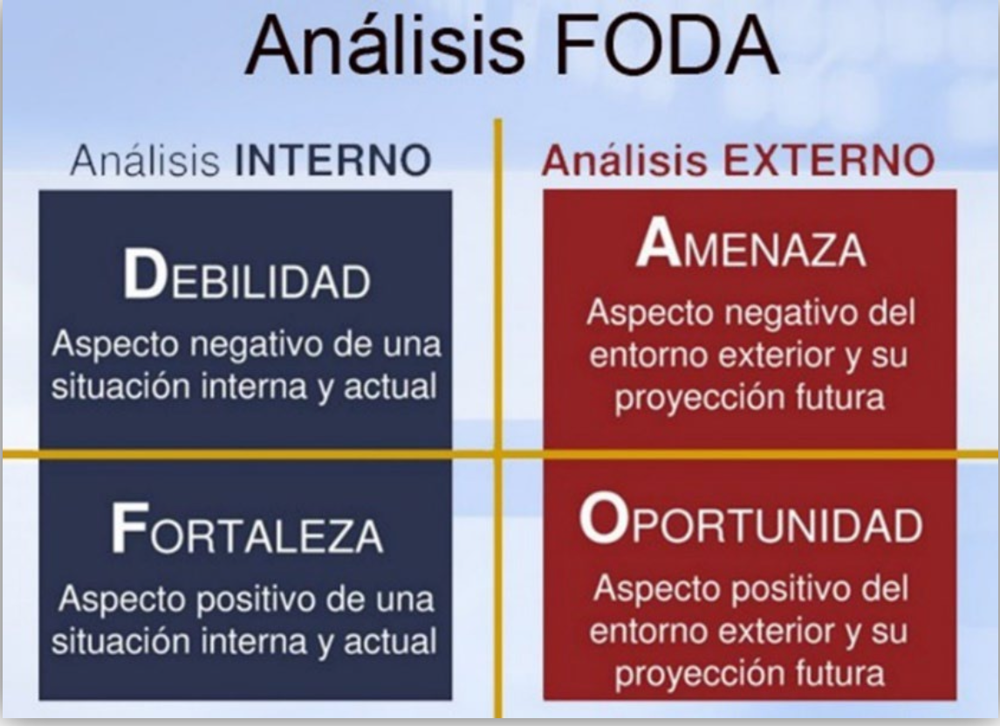 Análisis FODA
Análisis INTERNO
DEBILIDAD
Aspecto negativo de una
situación interna y actual
FORTALEZA
Aspecto positivo de una
situación interna y actual
Análisis EXTERNO
AMENAZA
Aspecto negativo del
entorno exterior y su
proyección futura
OPORTUNIDAD
Aspecto positivo del
entorno exterior y su
proyección futura